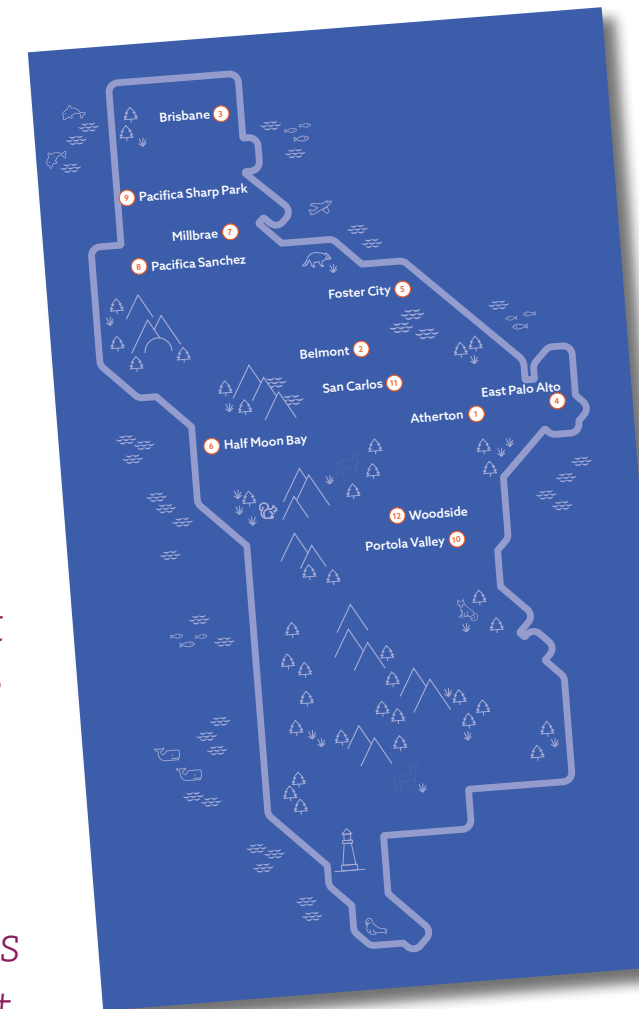 Brisbane 3
9 Pacifica Sharp Park
Millbrae 7
8 Pacifica Sanchez
Foster City 5
Belmont 2
San Carlos 11
East Palo Alto
4
Atherton 1
6 Half Moon Bay
12 Woodside
Portola Valley 10